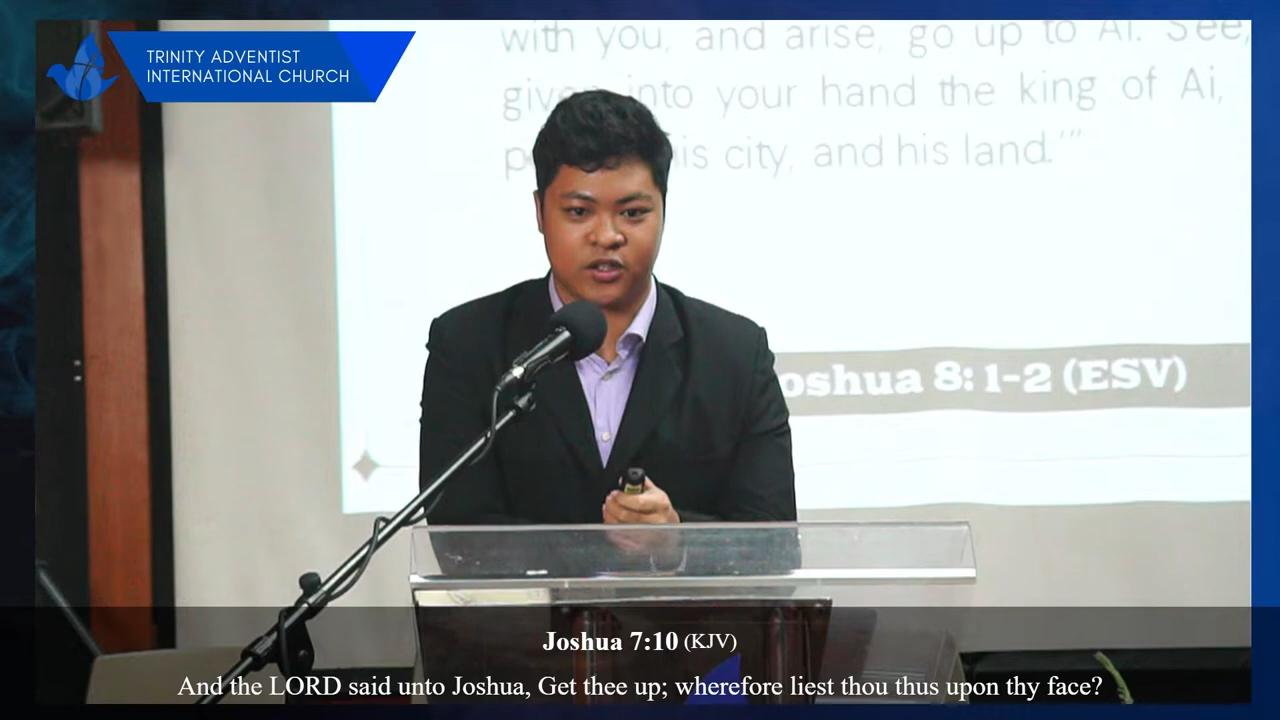 TRINITY ADVENTIST
INTERNATIONAL CHURCH
with you, and arise, go up to Ai. See,
given into your hand the king of Ai,
his city, and his land.'"
Joshua 8: 1-2 (ESV)
Joshua 7:10 (KJV)
And the LORD said unto Joshua, Get thee up; wherefore liest thou thus upon thy face?